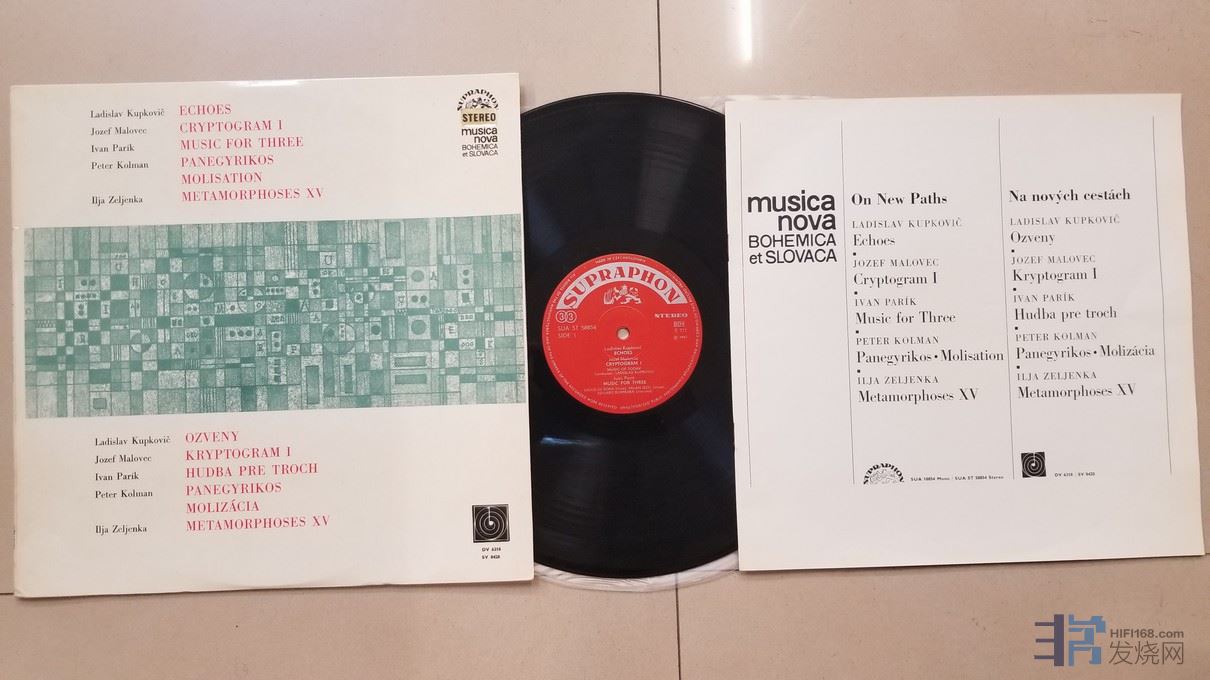 Ladislav Kupkovič ECHOES
Jozef Malovec CRYPTOGRAM I
Ivan Parík MUSIC FOR THREE
Peter Kolman PANEGYRIKOS
MOLISATION
Ilja Zeljenka METAMORPHOSES XV
SUPRAPHON
STEREO
musica
nova
BOHEMICA
et SLOVACA
Ladislav Kupkovič OZVENY
Jozef Malovec KRYPTOGRAM I
Ivan Parík HUDBA PRE TROCH
Peter Kolman PANEGYRIKOS
MOLIZÁCIA
Ilja Zeljenka METAMORPHOSES XV
DV 6318
SV 8428
SUPRAPHON
33
STEREO
SUA ST 58854
SIDE 1
Ladislav Kupkovič
ECHOES
CRYPTOGRAM I
MUSIC FOR THREE
musica
nova
BOHEMICA
et SLOVACA
On New Paths
LADISLAV KUPKOVIČ
Echoes
JOZEF MALOVEC
Cryptogram I
IVAN PARÍK
Music for Three
PETER KOLMAN
Panegyrikos • Molisation
ILJA ZELJENKA
Metamorphoses XV
SUPRAPHON
SUA 18854 Mono / SUA ST 58854 Stereo
Na nových cestách
LADISLAV KUPKOVIČ
Ozveny
JOZEF MALOVEC
Kryptogram I
IVAN PARÍK
Hudba pre troch
PETER KOLMAN
Panegyrikos • Molizácia
ILJA ZELJENKA
Metamorphoses XV
DV 6318 / SV 8428
HIFI168.com
发烧网